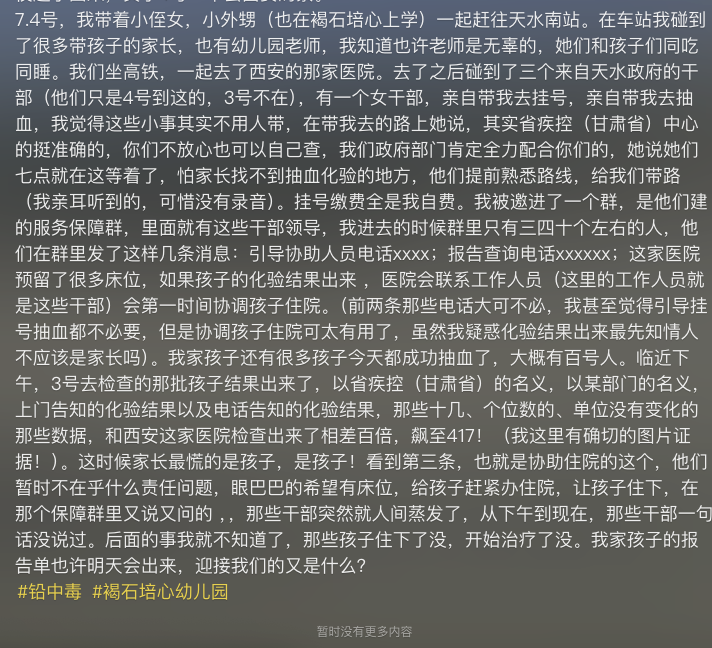 7.4号，我带着小侄女，小外甥（也在褐石培心上学）一起赶往天水南站。在车站我碰到
了很多带孩子的家长，也有幼儿园老师，我知道也许老师是无辜的，她们和孩子们同吃
同睡。我们坐高铁，一起去了西安的那家医院。去了之后碰到了三个来自天水政府的干
部（他们只是4号到这的，3号不在），有一个女干部，亲自带我去挂号，亲自带我去抽
血，我觉得这些小事其实不用人带，在带我去的路上她说，其实省疾控（甘肃省）中心
的挺准确的，你们不放心也可以自己查，我们政府部门肯定全力配合你们的，她说她们
七点就在这等着了，怕家长找不到抽血化验的地方，他们提前熟悉路线，给我们带路
（我亲耳听到的，可惜没有录音）。挂号缴费全是我自费。我被邀进了一个群，是他们建
的服务保障群，里面就有这些干部领导，我进去的时候群里只有三四十个左右的人，他
们在群里发了这样几条消息：引导协助人员电话xxxx；报告查询电话xxxxxx；这家医院
预留了很多床位，如果孩子的化验结果出来 ，医院会联系工作人员（这里的工作人员就
是这些干部）会第一时间协调孩子住院。（前两条那些电话大可不必，我甚至觉得引导挂
号抽血都不必要，但是协调孩子住院可太有用了，虽然我疑惑化验结果出来最先知情人
不应该是家长吗）。我家孩子还有很多孩子今天都成功抽血了，大概有百号人。临近下
午，3号去检查的那批孩子结果出来了，以省疾控（甘肃省）的名义，以某部门的名义，
上门告知的化验结果以及电话告知的化验结果，那些十几、个位数的、单位没有变化的
那些数据，和西安这家医院检查出来了相差百倍，飙至417！（我这里有确切的图片证
据！）。这时候家长最慌的是孩子，是孩子！看到第三条，也就是协助住院的这个，他们
暂时不在乎什么责任问题，眼巴巴的希望有床位，给孩子赶紧办住院，让孩子住下，在
那个保障群里又说又问的 ，，那些干部突然就人间蒸发了，从下午到现在，那些干部一句
话没说过。后面的事我就不知道了，那些孩子住下了没，开始治疗了没。我家孩子的报
告单也许明天会出来，迎接我们的又是什么？
#铅中毒 #褐石培心幼儿园
暂时没有更多内容